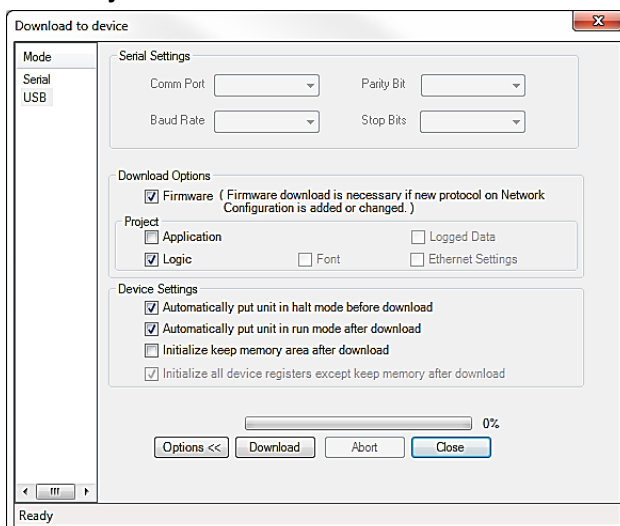 Download to device
Mode
Serial
USB
Serial Settings
Comm Port
Parity Bit
Baud Rate
Stop Bits
Download Options
Firmware ( Firmware download is necessary if new protocol on Network
Configuration is added or changed. )
Project
Application
Logged Data
Logic
Font
Ethernet Settings
Device Settings
Automatically put unit in halt mode before download
Automatically put unit in run mode after download
Initialize keep memory area after download
Initialize all device registers except keep memory after download
0%
Options << Download Abort Close
Ready